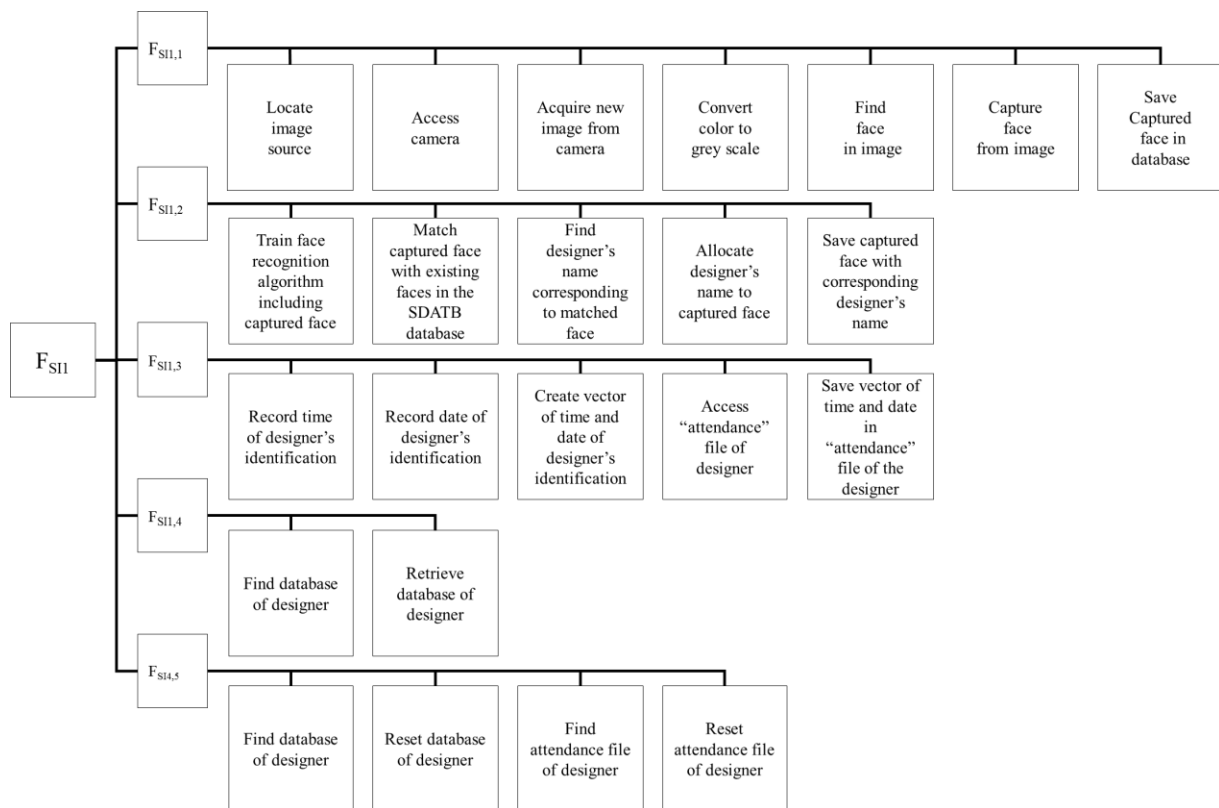 F_SI1,1
Locate
image
source
Access
camera
Acquire new
image from
camera
Convert
color to
grey scale
Find
face
in image
Capture
face
from image
Save
Captured
face in
database
F_SI1,2
Train face
recognition
algorithm
including
captured face
Match
captured face
with existing
faces in the
SDATB
database
Find
designer's
name
corresponding
to matched
face
Allocate
designer's
name to
captured face
Save captured
face with
corresponding
designer's
name
F_SI1
F_SI1,3
Record time
of designer's
identification
Record date of
designer's
identification
Create vector
of time and
date of
designer's
identification
Access
“attendance”
file of
designer
Save vector of
time and date
in
“attendance”
file of the
designer
F_SI1,4
Find database
of designer
Retrieve
database of
designer
F_SI4,5
Find database
of designer
Reset database
of designer
Find
attendance file
of designer
Reset
attendance file
of designer